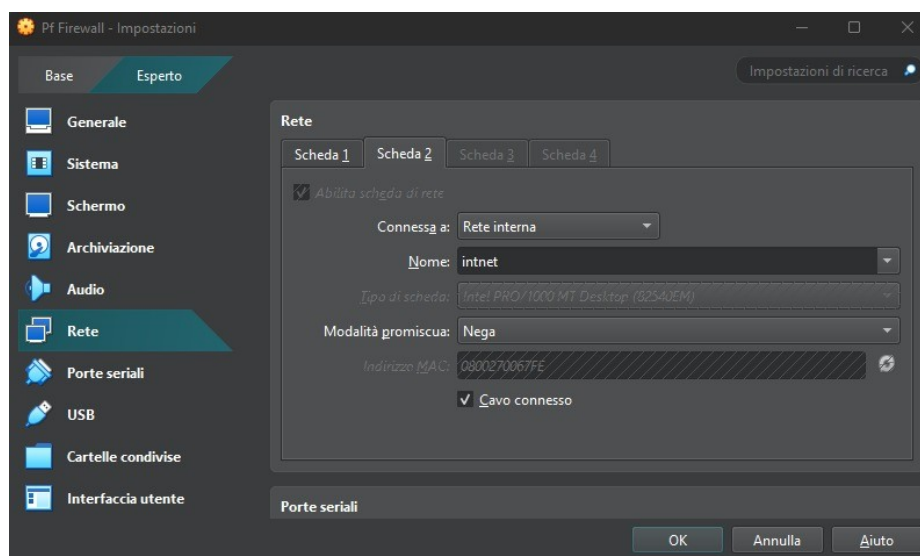 Pf Firewall - Impostazioni
Base Esperto Impostazioni di ricerca
Generale
Sistema
Schermo
Archiviazione
Audio
Rete
Porte seriali
USB
Cartelle condivise
Interfaccia utente
Rete
Scheda 1 Scheda 2 Scheda 3 Scheda 4
Abilita scheda di rete
Connessa a: Rete interna
Nome: intnet
Tipo di scheda: Intel PRO/1000 MT Desktop (82540EM)
Modalità promiscua: Nega
Indirizzo MAC: 0800270067FE
Cavo connesso
Porte seriali
OK Annulla Aiuto